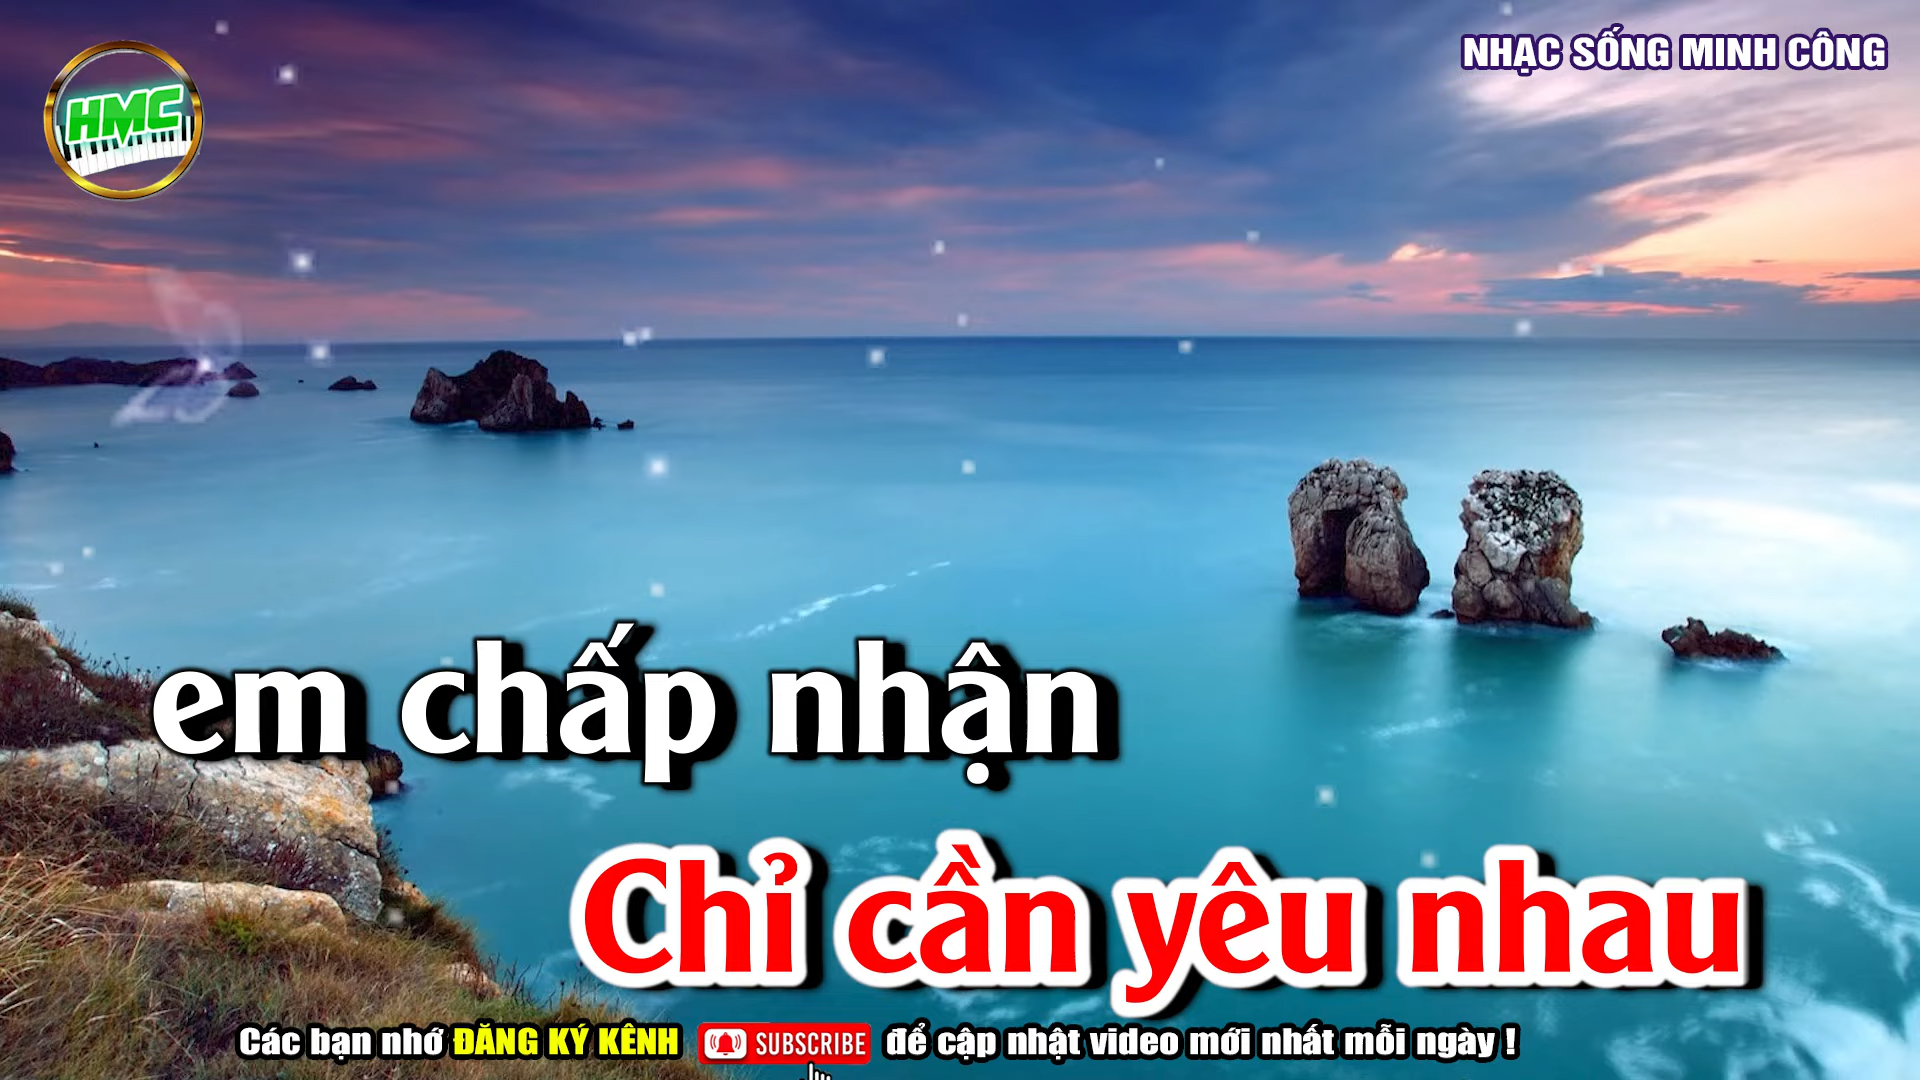 NHẠC SỐNG MINH CÔNG
HMC
em chấp nhận
Chỉ cần yêu nhau
Các bạn nhớ ĐĂNG KÝ KÊNH SUBSCRIBE để cập nhật video mới nhất mỗi ngày !